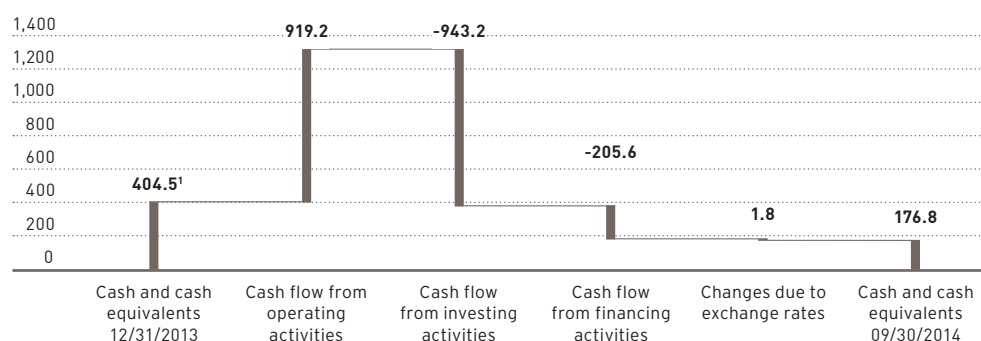 1,400
1,200
1,000
800
600
400
200
0
919.2
-943.2
-205.6
404.5¹
1.8
176.8
Cash and cash
equivalents
12/31/2013
Cash flow from
operating
activities
Cash flow
from investing
activities
Cash flow
from financing
activities
Changes due to
exchange rates
Cash and cash
equivalents
09/30/2014